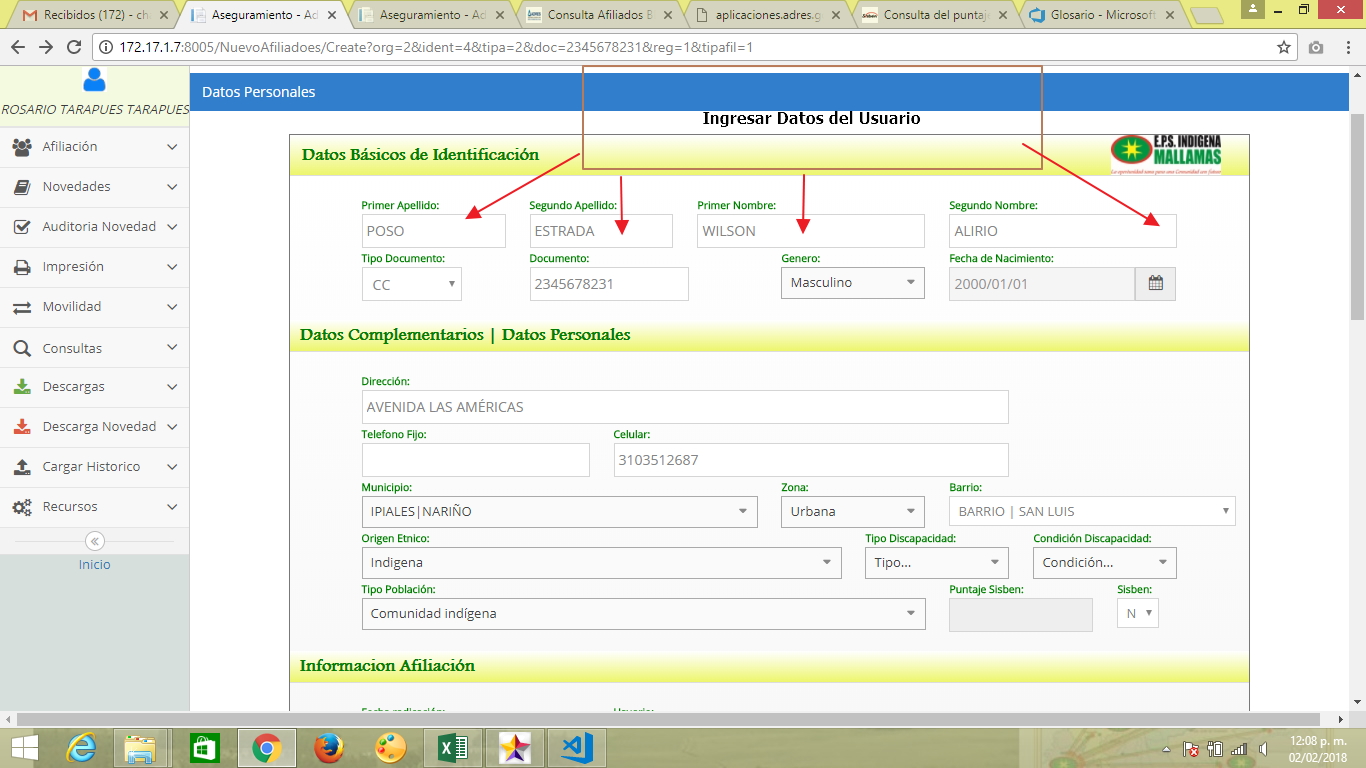 Recibidos (172) - ch
Aseguramiento - Ad
Aseguramiento - Ad
Consulta Afiliados B
aplicaciones.adres.g
Consulta del puntaj
Glosario - Microsoft
172.17.1.7:8005/NuevoAfiliadoes/Create?org=2&ident=4&tipa=2&doc=2345678231&reg=1&tipafil=1
ROSARIO TARAPUES TARAPUES
Afiliación
Novedades
Auditoria Novedad
Impresión
Movilidad
Consultas
Descargas
Descarga Novedad
Cargar Historico
Recursos
Inicio
Datos Personales
Ingresar Datos del Usuario
Datos Básicos de Identificación
E.P.S. INDIGENA
MALLAMAS
Primer Apellido: Segundo Apellido: Primer Nombre: Segundo Nombre:
POSO ESTRADA WILSON ALIRIO
Tipo Documento: Documento: Genero: Fecha de Nacimiento:
CC 2345678231 Masculino 2000/01/01
Datos Complementarios | Datos Personales
Dirección:
AVENIDA LAS AMÉRICAS
Telefono Fijo: Celular:
3103512687
Municipio: Zona: Barrio:
IPIALES|NARIÑO Urbana BARRIO | SAN LUIS
Origen Etnico: Tipo Discapacidad: Condición Discapacidad:
Indigena Tipo... Condición...
Tipo Población: Puntaje Sisben: Sisben:
Comunidad indígena N
Informacion Afiliación
12:08 p. m.
02/02/2018